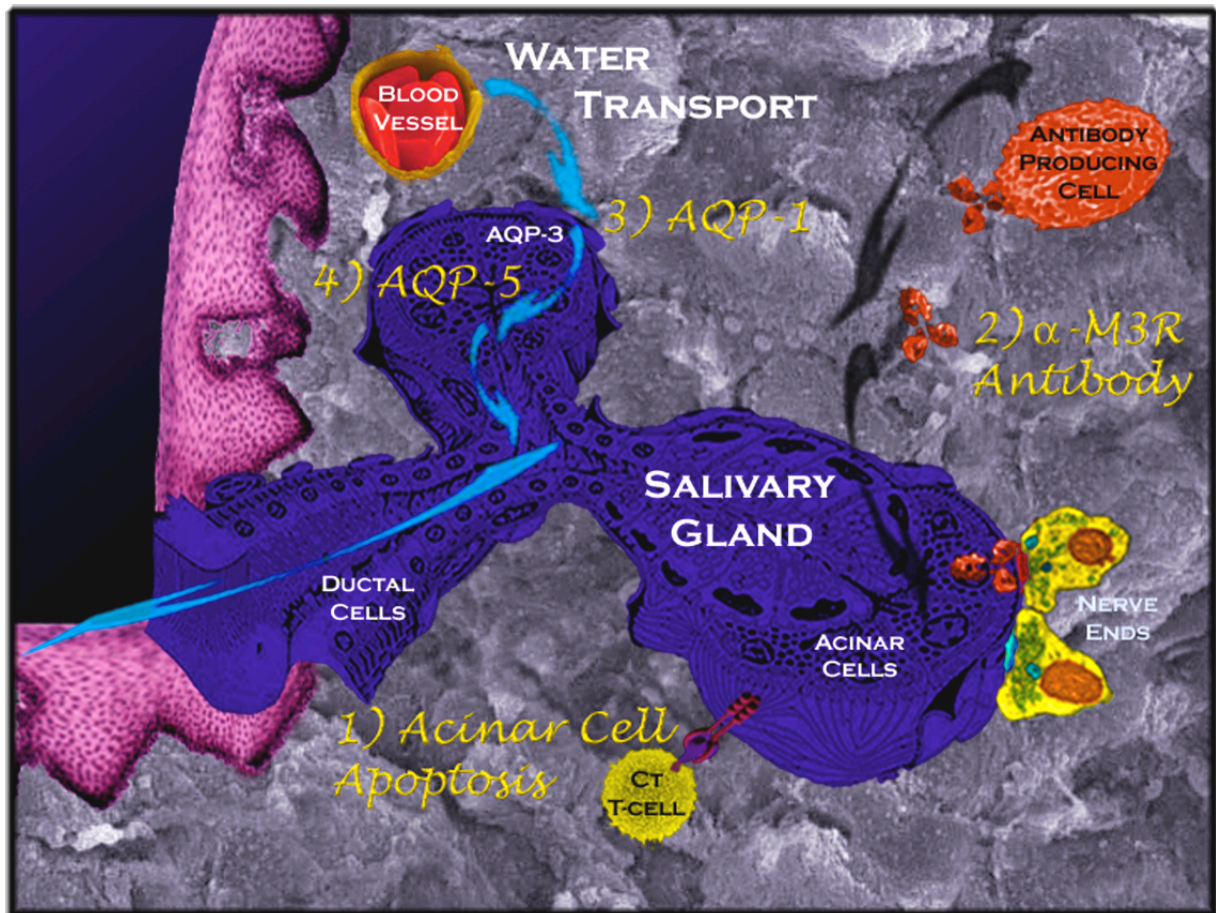 WATER
TRANSPORT
BLOOD
VESSEL
ANTIBODY
PRODUCING
CELL
3) AQP-1
AQP-3
4) AQP-5
2) α-M3R
Antibody
SALIVARY
GLAND
DUCTAL
CELLS
ACINAR
CELLS
NERVE
ENDS
1) Acinar Cell
Apoptosis
CT
T-CELL